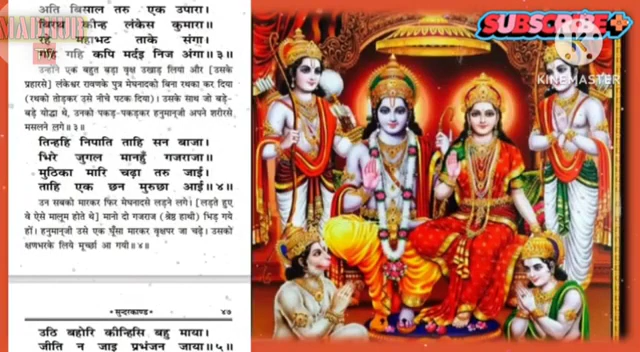 अति बिसाल तरु एक उपारा।
बिरथ कीन्ह लंकेस कुमारा॥
रहे महाभट ताके संगा।
गहि गहि कपि मर्दइ निज अंगा॥३॥
उन्होंने एक बहुत बड़ा वृक्ष उखाड़ लिया और [उसके
प्रहारसे] लंकेश्वर रावणके पुत्र मेघनादको बिना रथका कर दिया
(रथको तोड़कर उसे नीचे पटक दिया)। उसके साथ जो बड़े-
बड़े योद्धा थे, उनको पकड़-पकड़कर हनुमान्‌जी अपने शरीरसे
मसलने लगे॥३॥
तिन्हहि निपाति ताहि सन बाजा।
भिरे जुगल मानहुँ गजराजा॥
मुठिका मारि चढ़ा तरु जाई।
ताहि एक छन मुरुछा आई॥४॥
उन सबको मारकर फिर मेघनादसे लड़ने लगे। [लड़ते हुए
वे ऐसे मालूम होते थे] मानो दो गजराज (श्रेष्ठ हाथी) भिड़ गये
हों। हनुमान्‌जी उसे एक घूँसा मारकर वृक्षपर जा चढ़े। उसको
क्षणभरके लिये मूर्च्छा आ गयी॥४॥
सुन्दरकाण्ड
४७
उठि बहोरि कीन्हिसि बहु माया।
जीति न जाइ प्रभंजन जाया॥५॥
SUBSCRIBE
KINEMASTER